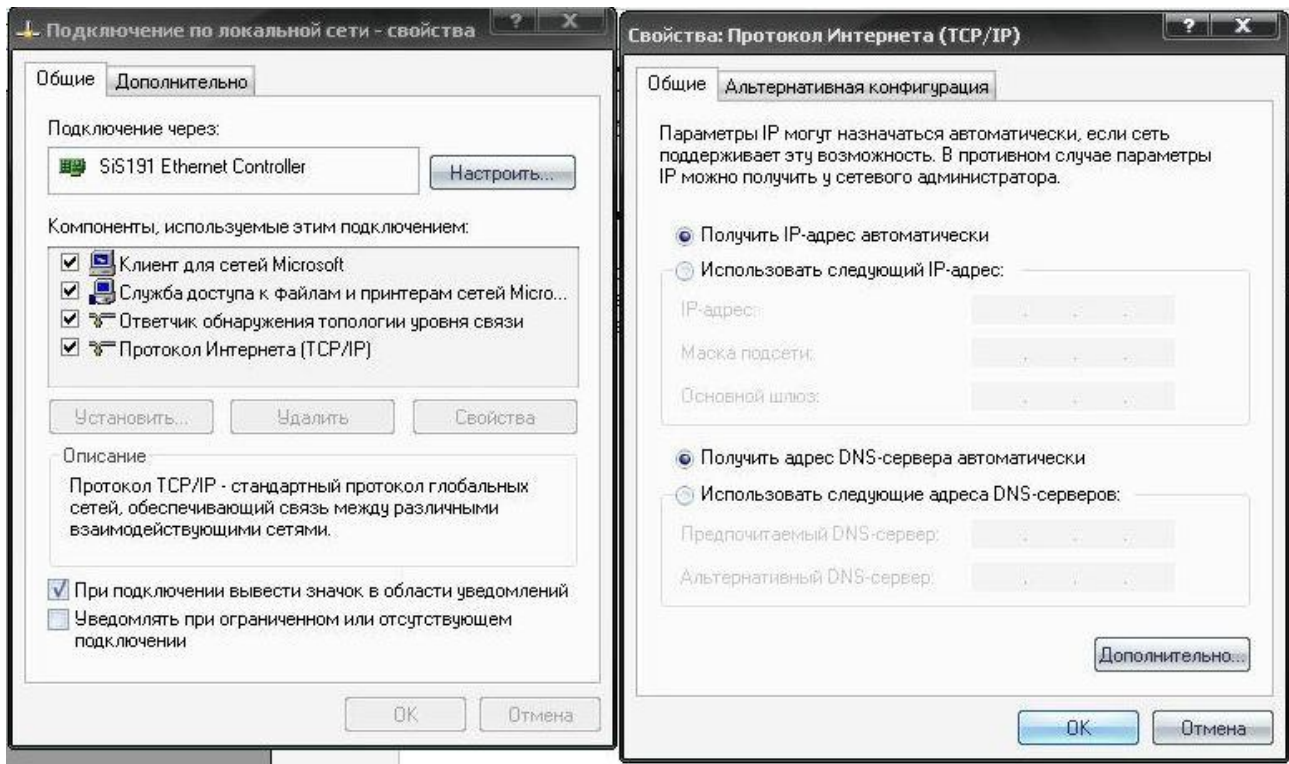 Подключение по локальной сети - свойства
Общие
Дополнительно
Подключение через:
SiS191 Ethernet Controller
Настроить...
Компоненты, используемые этим подключением:
Клиент для сетей Microsoft
Служба доступа к файлам и принтерам сетей Micro...
Ответчик обнаружения топологии уровня связи
Протокол Интернета (TCP/IP)
Установить...
Удалить
Свойства
Описание
Протокол TCP/IP - стандартный протокол глобальных
сетей, обеспечивающий связь между различными
взаимодействующими сетями.
При подключении вывести значок в области уведомлений
Уведомлять при ограниченном или отсутствующем
подключении
OK
Отмена
Свойства: Протокол Интернета (TCP/IP)
Общие
Альтернативная конфигурация
Параметры IP могут назначаться автоматически, если сеть
поддерживает эту возможность. В противном случае параметры
IP можно получить у сетевого администратора.
Получить IP-адрес автоматически
Использовать следующий IP-адрес:
IP-адрес:
Маска подсети:
Основной шлюз:
Получить адрес DNS-сервера автоматически
Использовать следующие адреса DNS-серверов:
Предпочитаемый DNS-сервер:
Альтернативный DNS-сервер:
Дополнительно...
OK
Отмена